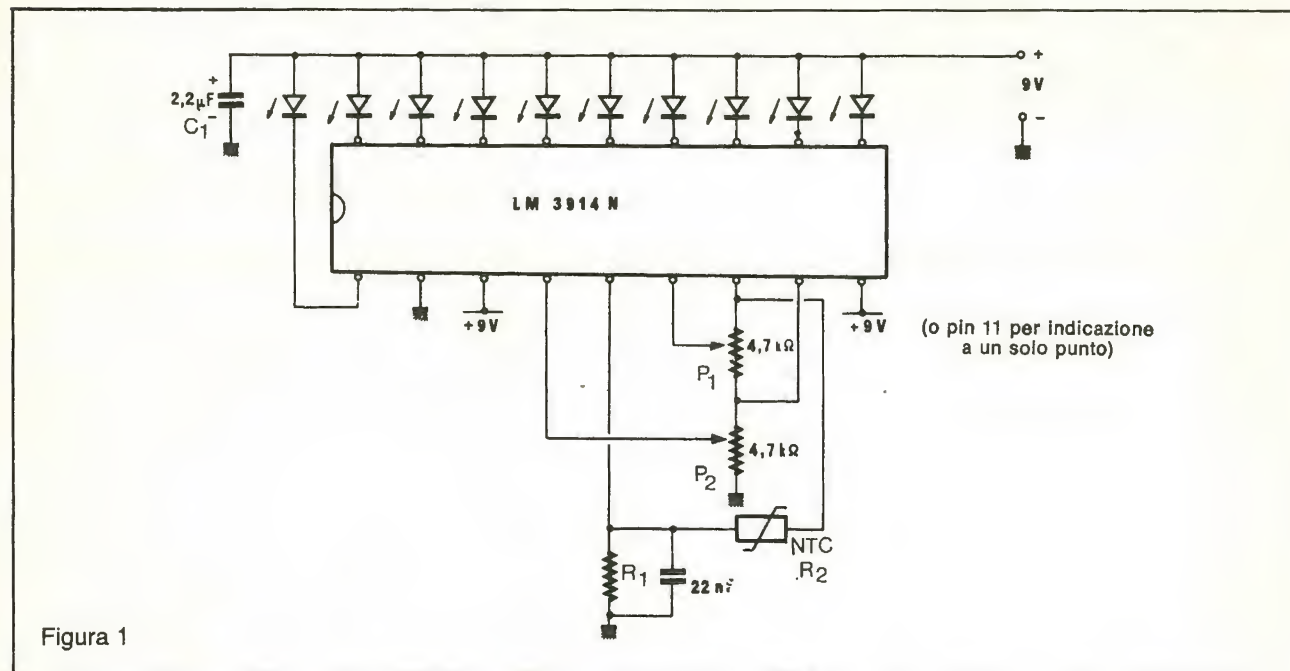 +
2,2µF
C1
-
+
9V
-
LM 3914 N
+9V
+9V
(o pin 11 per indicazione
a un solo punto)
4,7 kΩ
P1
4,7 kΩ
P2
NTC
R2
R1
22 nF
Figura 1